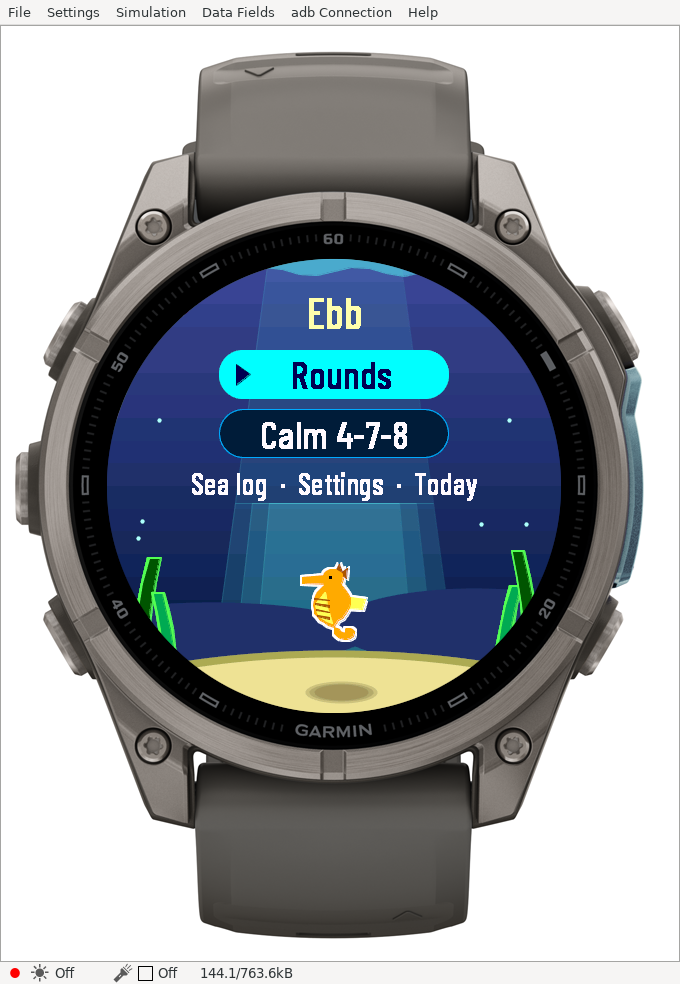 File Settings Simulation Data Fields adb Connection Help
60
Ebb
50
Rounds
Calm 4-7-8
Sea log · Settings · Today
40
20
GARMIN
Off Off 144.1/763.6kB